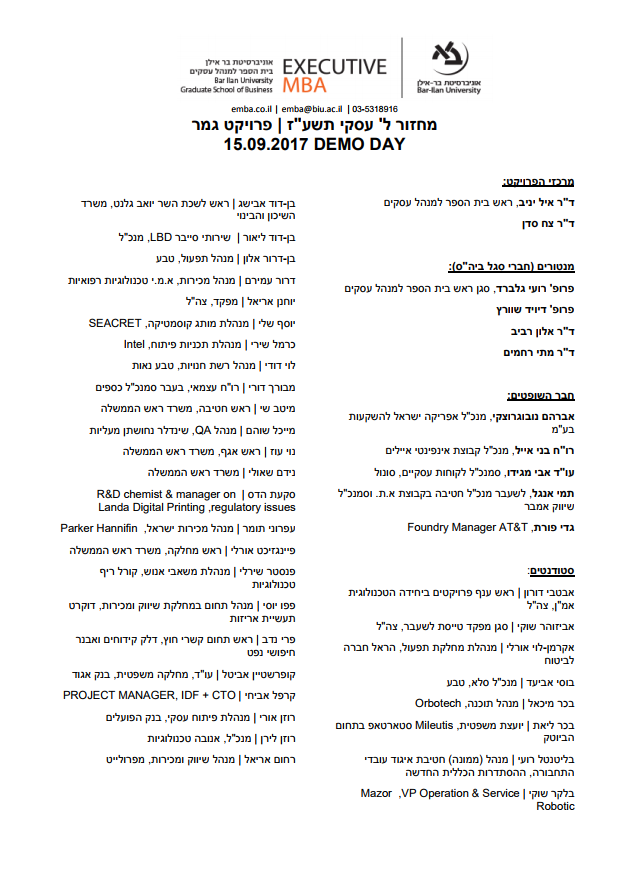 אוניברסיטת בר אילן
בית הספר למנהל עסקים
Bar Ilan University
Graduate School of Business
EXECUTIVE
MBA
אוניברסיטת בר-אילן
Bar-Ilan University
emba.co.il | emba@biu.ac.il | 03-5318916
מחזור ל' עסקי תשע"ז | פרויקט גמר
15.09.2017 DEMO DAY
מרכזי הפרויקט:
ד"ר איל יניב, ראש בית הספר למנהל עסקים
ד"ר צח סדן
מנטורים (חברי סגל ביה"ס):
פרופ' רועי גלברד, סגן ראש בית הספר למנהל עסקים
פרופ' דיויד שוורץ
ד"ר אלון רביב
ד"ר מתי רחמים
חבר השופטים:
אברהם נובוגרוצקי, מנכ"ל אפריקה ישראל להשקעות
בע"מ
רו"ח בני אייל, מנכ"ל קבוצת אינפיניטי איילים
עו"ד אבי מגידו, סמנכ"ל לקוחות עסקיים, סונול
תמי אנגל, לשעבר מנכ"ל חטיבה בקבוצת א.ת. וסמנכ"ל
שיווק אמבר
גדי פורת, Foundry Manager AT&T
סטודנטים:
אבטבי דורון | ראש ענף פרויקטים ביחידה הטכנולוגית
אמ"ן, צה"ל
אביזוהר שוקי | סגן מפקד טייסת לשעבר, צה"ל
אקרמן-לוי אורלי | מנהלת מחלקת תפעול, הראל חברה
לביטוח
בוסי אביעד | מנכ"ל סלא, טבע
בכר מיכאל | מנהל תוכנה, Orbotech
בכר ליאת | יועצת משפטית, Mileutis סטארטאפ בתחום
הביוטק
בליטנטל רועי | מנהל (ממונה) חטיבת איגוד עובדי
התחבורה, ההסתדרות הכללית החדשה
בלקר שוקי | VP Operation & Service, Mazor
Robotic
בן-דוד אבישג | ראש לשכת השר יואב גלנט, משרד
השיכון והבינוי
בן-דוד ליאור | שירותי סייבר LBD, מנכ"ל
בן-דרור אלון | מנהל תפעול, טבע
דרור עמירם | מנהל מכירות, א.מ.י טכנולוגיות רפואיות
יוחנן אריאל | מפקד, צה"ל
יוסף שלי | מנהלת מותג קוסמטיקה, SEACRET
כרמל שירי | מנהלת תכניות פיתוח, Intel
לוי דודי | מנהל רשת חנויות, טבע נאות
מבורך דורי | רו"ח עצמאי, בעבר סמנכ"ל כספים
מיטב שי | ראש חטיבה, משרד ראש הממשלה
מייכל שוהם | מנהל QA, שינדלר נחושתן מעליות
נוי עוז | ראש אגף, משרד ראש הממשלה
נידם שאולי | משרד ראש הממשלה
סקעת הדס | R&D chemist & manager on
regulatory issues, Landa Digital Printing
עפרוני תומר | מנהל מכירות ישראל, Parker Hannifin
פיינגזיכט אורלי | ראש מחלקה, משרד ראש הממשלה
פנסטר שירלי | מנהלת משאבי אנוש, קורל ריף
טכנולוגיות
פפו יוסי | מנהל תחום במחלקת שיווק ומכירות, דוקרט
תעשיית אריזות
פרי נדב | ראש תחום קשרי חוץ, דלק קידוחים ואבנר
חיפושי נפט
קופרשטיין אביטל | עו"ד, מחלקה משפטית, בנק אגוד
קרפל אביחי | PROJECT MANAGER, IDF + CTO
רוזן אורי | מנהלת פיתוח עסקי, בנק הפועלים
רוזן לירן | מנכ"ל, אנובה טכנולוגיות
רחום אריאל | מנהל שיווק ומכירות, מפרולייט